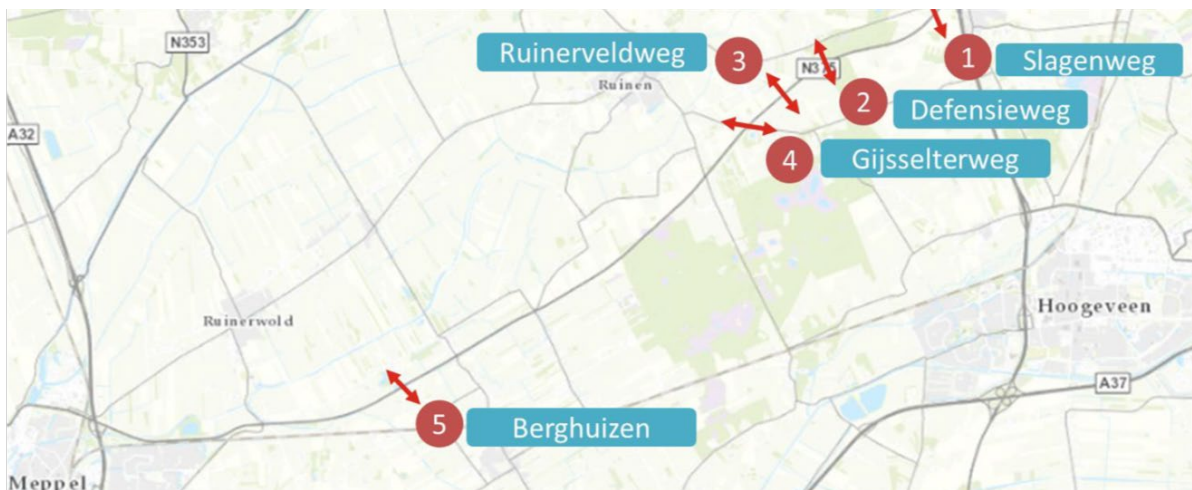 N353
Ruinerveldweg
3
1
Slagenweg
N375
Ruinen
2
Defensieweg
A32
4
Gijsselterweg
Hoogeveen
Ruinerwold
A37
5
Berghuizen
Meppel